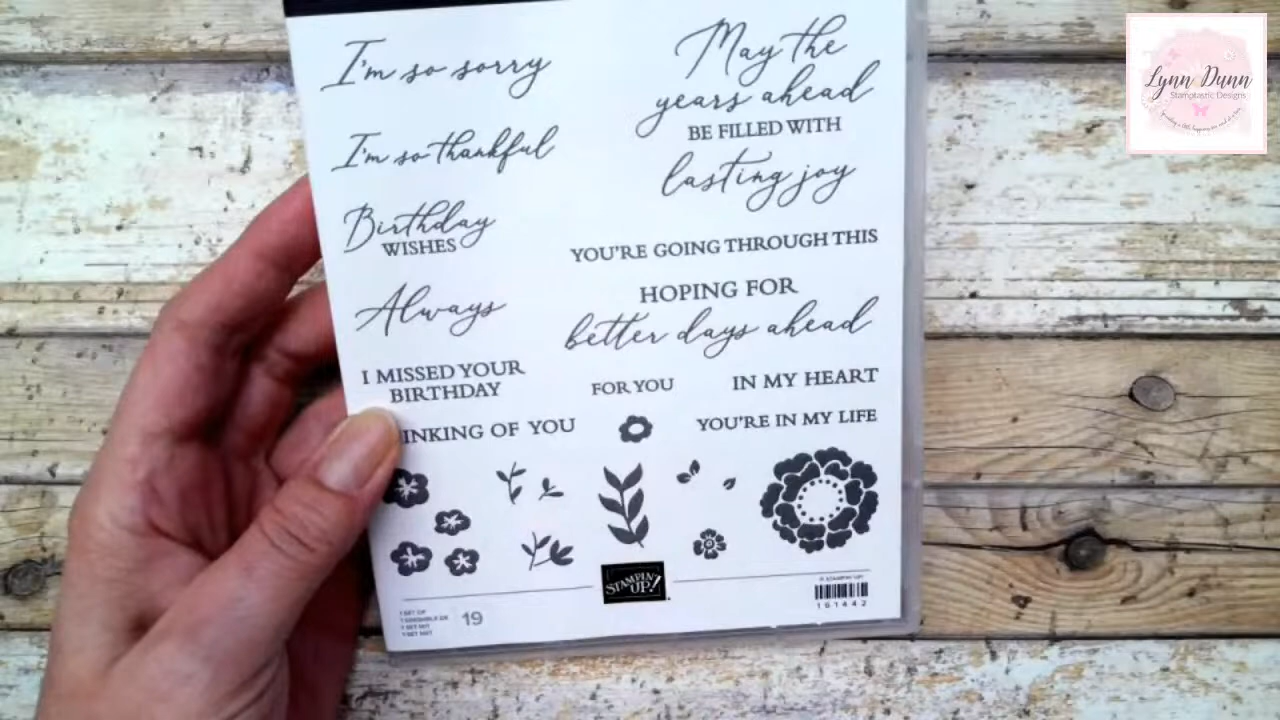 I'm so sorry
I'm so thankful
Birthday
WISHES
Always
I MISSED YOUR
BIRTHDAY
INKING OF YOU
May the
years ahead
BE FILLED WITH
lasting joy
YOU'RE GOING THROUGH THIS
HOPING FOR
better days ahead
FOR YOU
IN MY HEART
YOU'RE IN MY LIFE
STAMPIN'
UP!
19
© STAMPIN' UP!
161442
Lynn Dunn
Stamptastic Designs